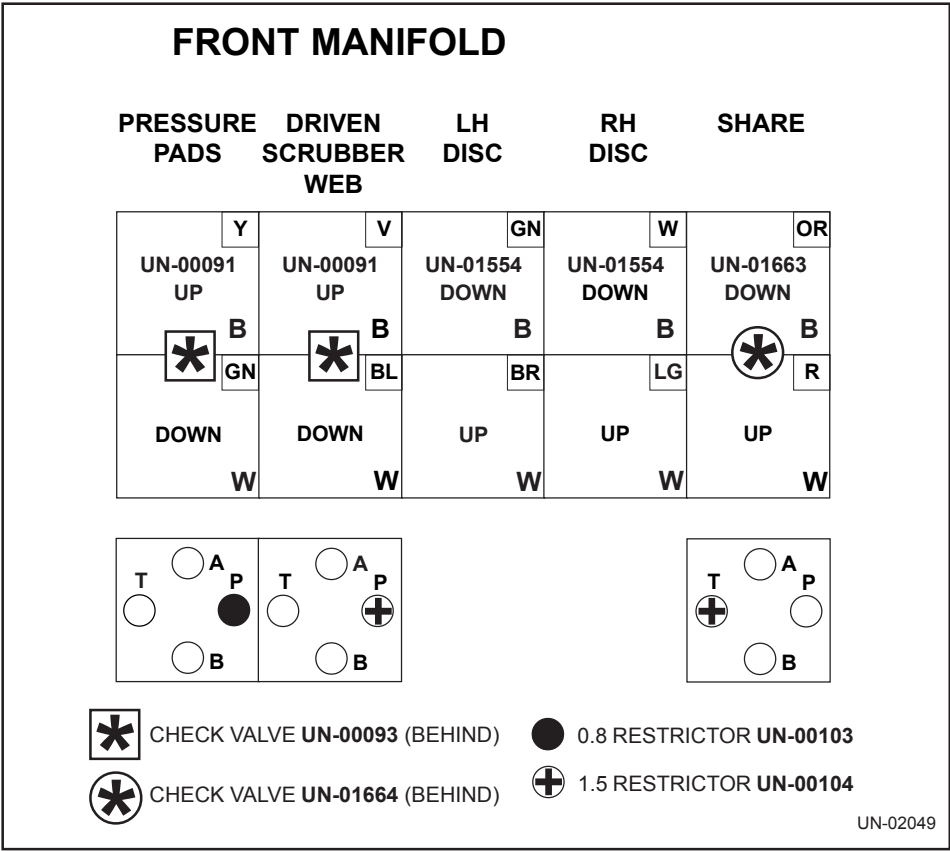 FRONT MANIFOLD
PRESSURE PADS
DRIVEN SCRUBBER WEB
LH DISC
RH DISC
SHARE
Y V GN W OR
UN-00091 UN-00091 UN-01554 UN-01554 UN-01663
UP UP DOWN DOWN DOWN
B B B B B
* * *
GN BL BR LG R
DOWN DOWN UP UP UP
W W W W W
T A P B
T A P B
T A P B
* CHECK VALVE UN-00093 (BEHIND)
0.8 RESTRICTOR UN-00103
* CHECK VALVE UN-01664 (BEHIND)
+ 1.5 RESTRICTOR UN-00104
UN-02049